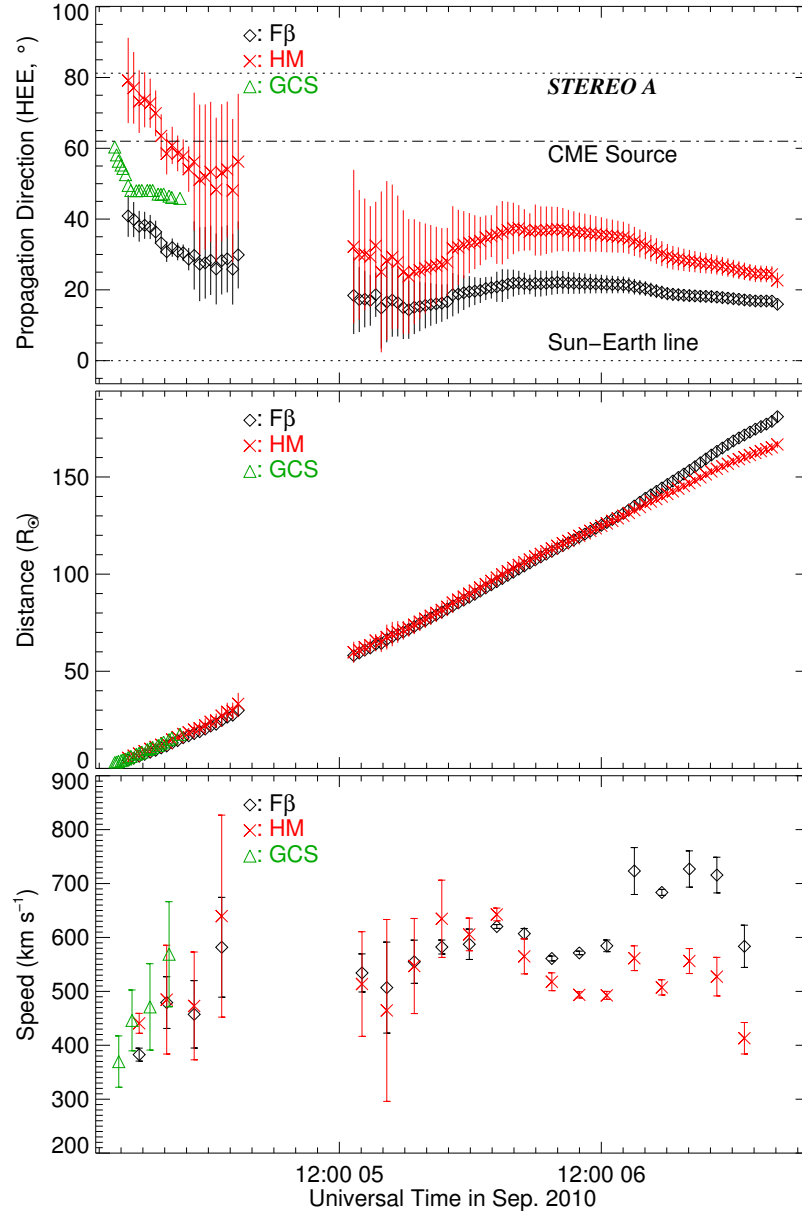 100
80
60
40
20
0
Propagation Direction (HEE, °)
◇: Fβ
×: HM
△: GCS
STEREO A
CME Source
Sun−Earth line
150
100
50
0
Distance (R☉)
◇: Fβ
×: HM
△: GCS
900
800
700
600
500
400
300
200
Speed (km s⁻¹)
◇: Fβ
×: HM
△: GCS
12:00 05
12:00 06
Universal Time in Sep. 2010